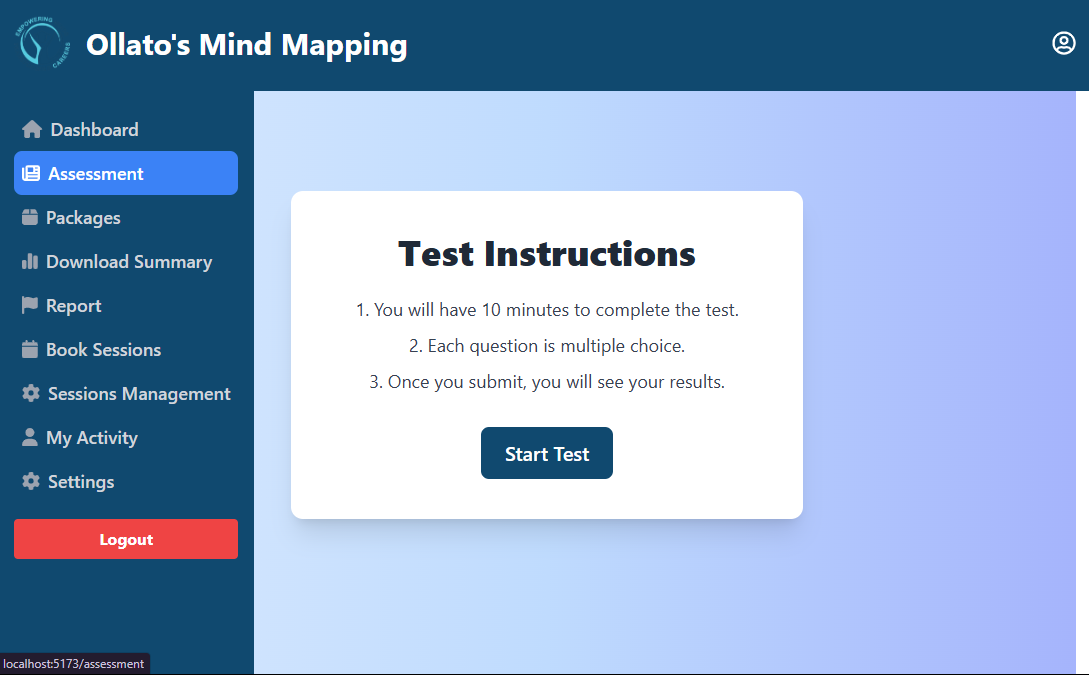 EMPOWERING
CAREERS
Ollato's Mind Mapping
Dashboard
Assessment
Packages
Download Summary
Report
Book Sessions
Sessions Management
My Activity
Settings
Logout
Test Instructions
1. You will have 10 minutes to complete the test.
2. Each question is multiple choice.
3. Once you submit, you will see your results.
Start Test
localhost:5173/assessment